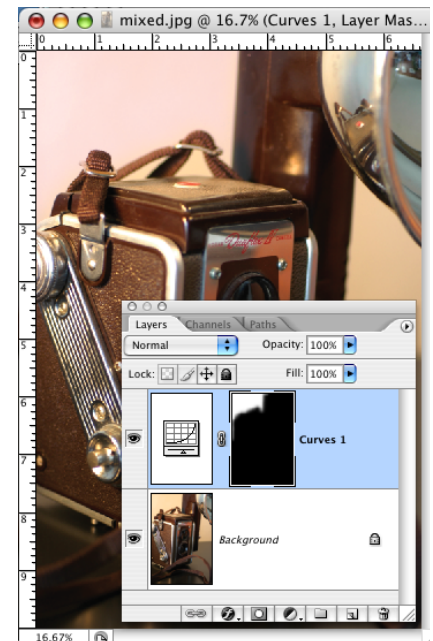 mixed.jpg @ 16.7% (Curves 1, Layer Mas...
0 1 2 3 4 5 6
0
1
2
3
4
5
6
7
8
9
Layers Channels Paths
Normal Opacity: 100%
Lock: Fill: 100%
Curves 1
Background
16.67%